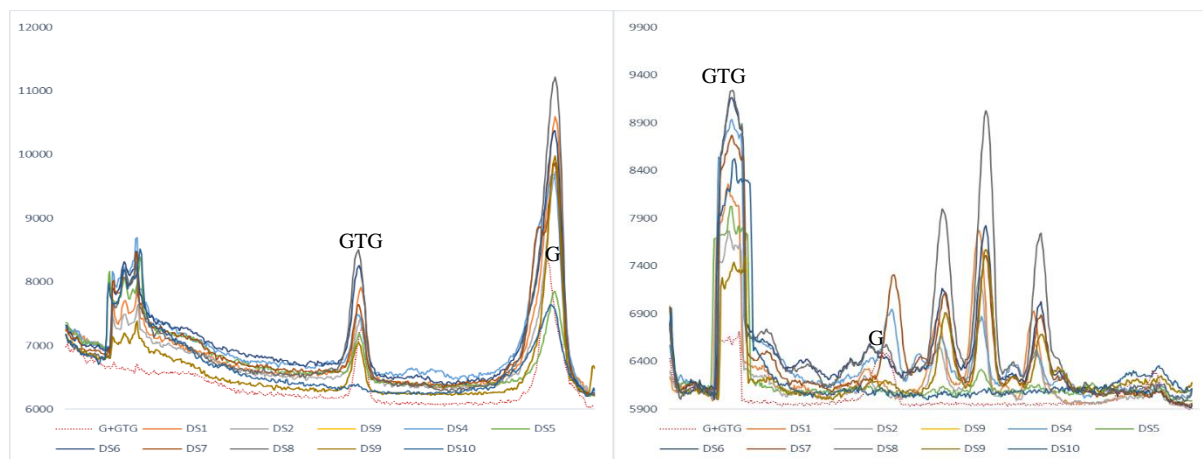 12000
11000
10000
9000
8000
7000
6000
GTG
G
G+GTG DS1 DS2 DS9 DS4 DS5
DS6 DS7 DS8 DS9 DS10
9900
9400
8900
8400
7900
7400
6900
6400
5900
GTG
G
G+GTG DS1 DS2 DS9 DS4 DS5
DS6 DS7 DS8 DS9 DS10